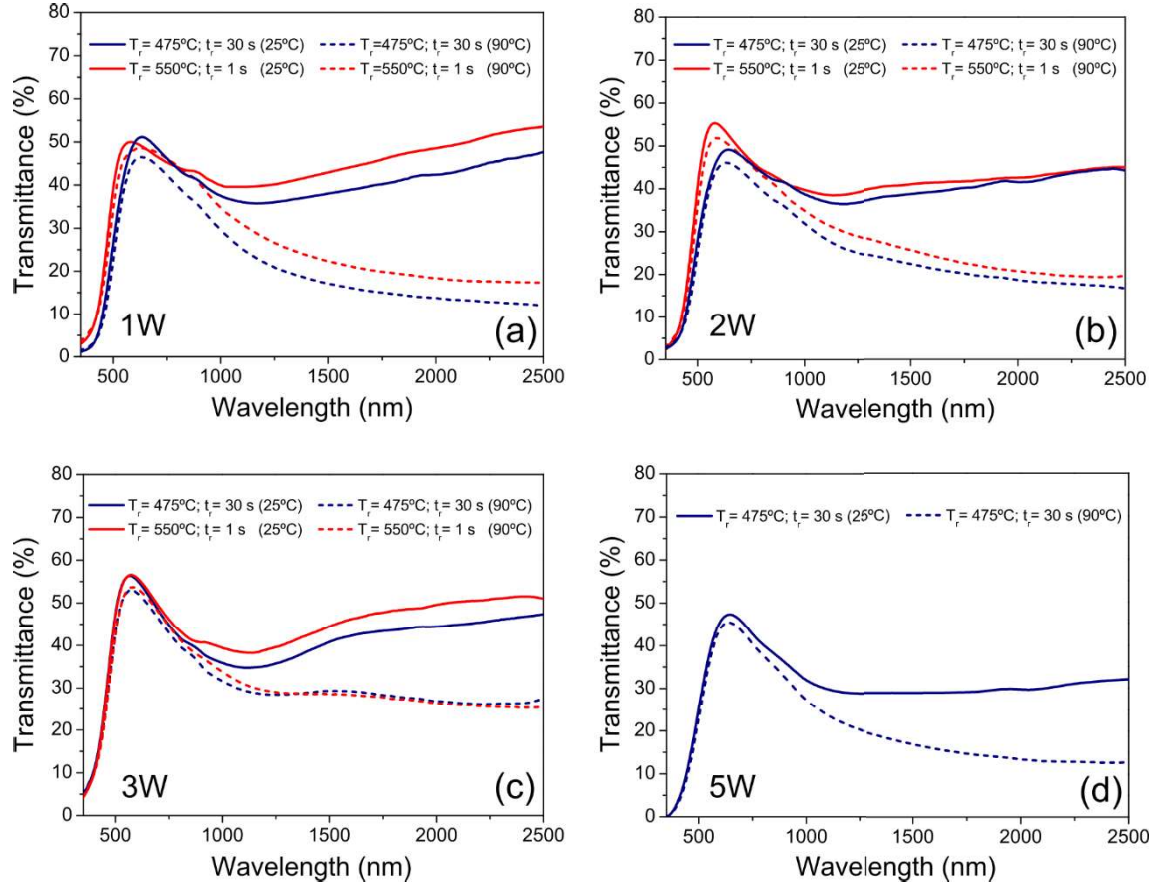 80
70
60
50
40
30
20
10
0
Transmittance (%)
T_r= 475ºC; t_r= 30 s (25ºC) T_r=475ºC; t_r= 30 s (90ºC)
T_r= 550ºC; t_r= 1 s (25ºC) T_r=550ºC; t_r= 1 s (90ºC)
1W (a)
500 1000 1500 2000 2500
Wavelength (nm)
80
70
60
50
40
30
20
10
0
Transmittance (%)
T_r= 475ºC; t_r= 30 s (25ºC) T_r= 475ºC; t_r= 30 s (90ºC)
T_r= 550ºC; t_r= 1 s (25ºC) T_r= 550ºC; t_r= 1 s (90ºC)
2W (b)
500 1000 1500 2000 2500
Wavelength (nm)
80
70
60
50
40
30
20
10
0
Transmittance (%)
T_r= 475ºC; t_r= 30 s (25ºC) T_r= 475ºC; t_r= 30 s (90ºC)
T_r= 550ºC; t_r= 1 s (25ºC) T_r= 550ºC; t_r= 1 s (90ºC)
3W (c)
500 1000 1500 2000 2500
Wavelength (nm)
80
70
60
50
40
30
20
10
0
Transmittance (%)
T_r= 475ºC; t_r= 30 s (25ºC) T_r= 475ºC; t_r= 30 s (90ºC)
5W (d)
500 1000 1500 2000 2500
Wavelength (nm)